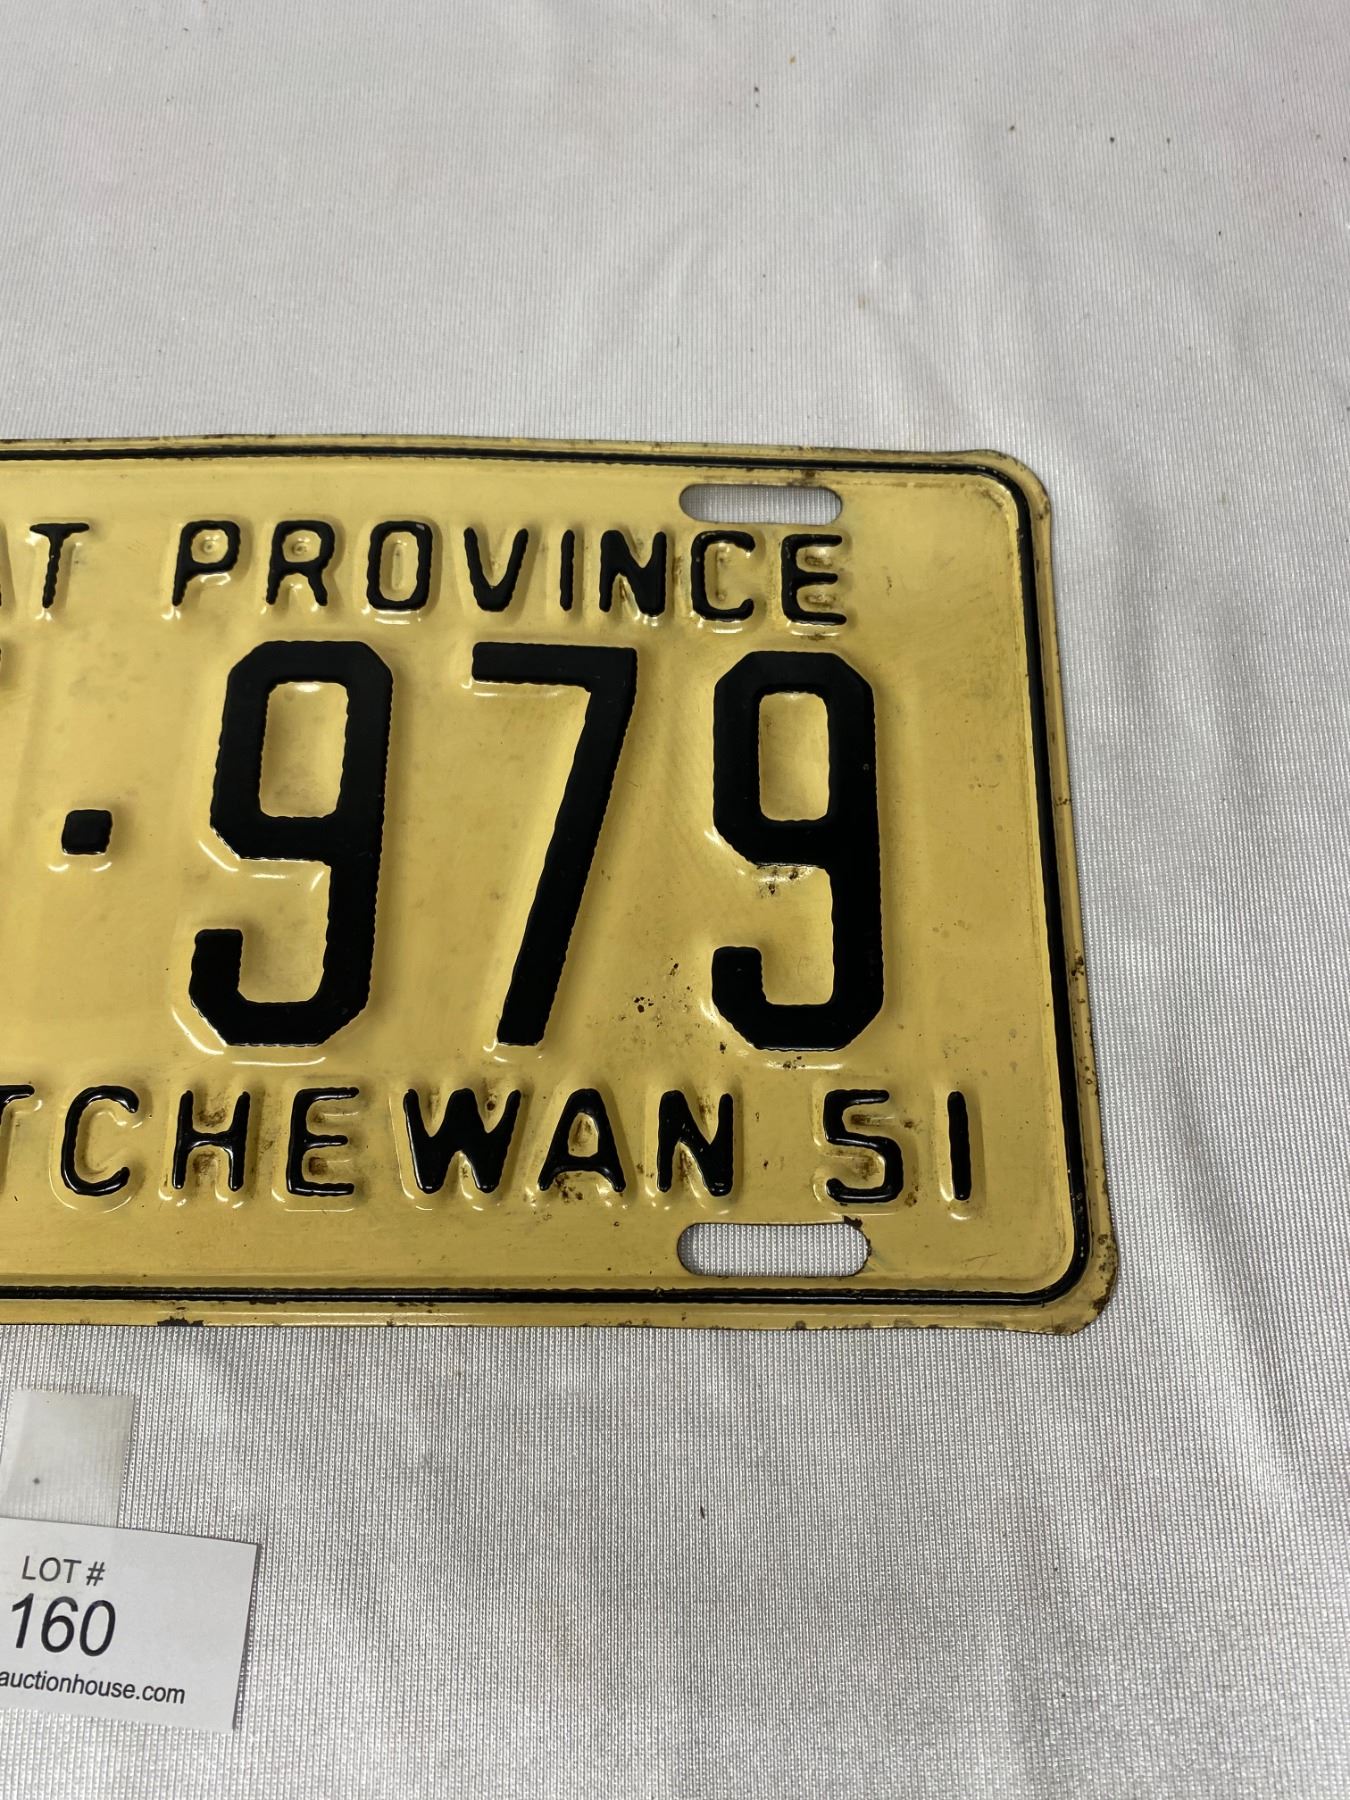 AT PROVINCE
· 979
TCHEWAN 51
LOT #
160
auctionhouse.com